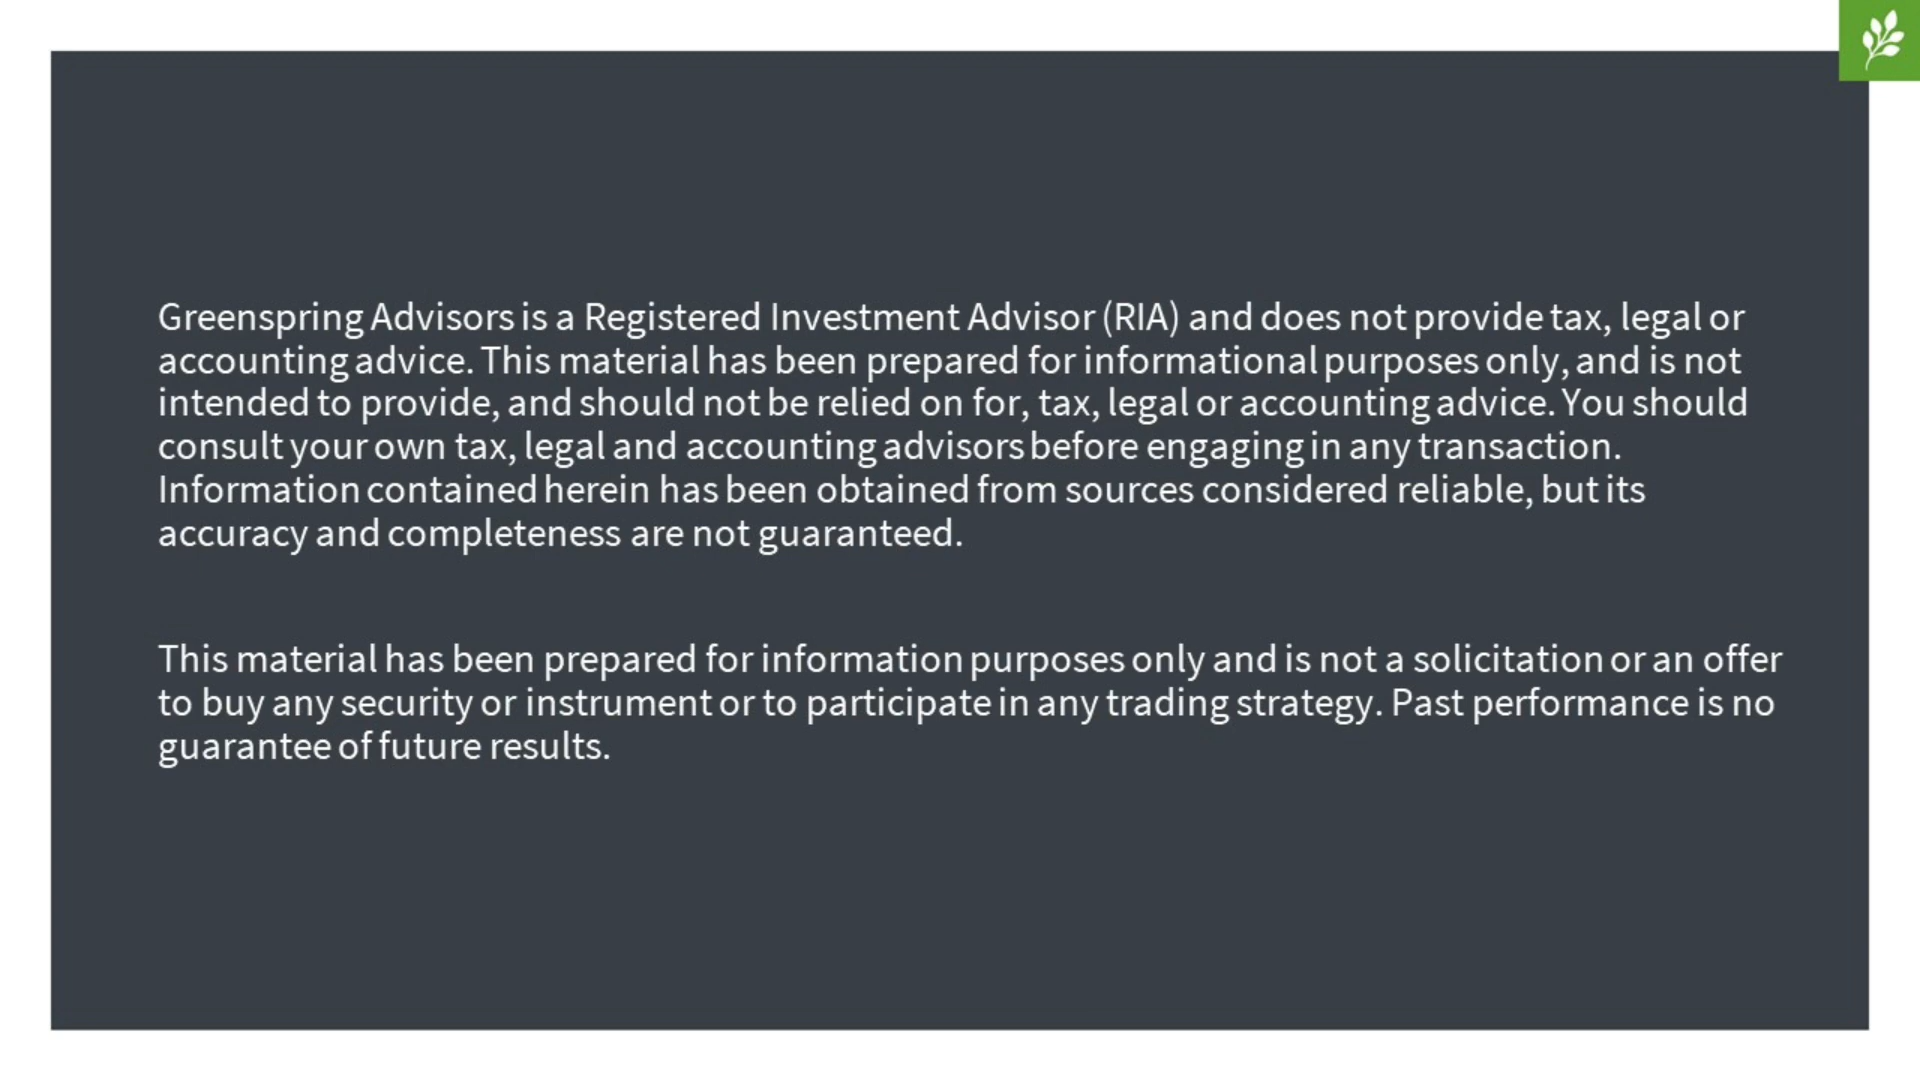 Greenspring Advisors is a Registered Investment Advisor (RIA) and does not provide tax, legal or
accounting advice. This material has been prepared for informational purposes only, and is not
intended to provide, and should not be relied on for, tax, legal or accounting advice. You should
consult your own tax, legal and accounting advisors before engaging in any transaction.
Information contained herein has been obtained from sources considered reliable, but its
accuracy and completeness are not guaranteed.
This material has been prepared for information purposes only and is not a solicitation or an offer
to buy any security or instrument or to participate in any trading strategy. Past performance is no
guarantee of future results.